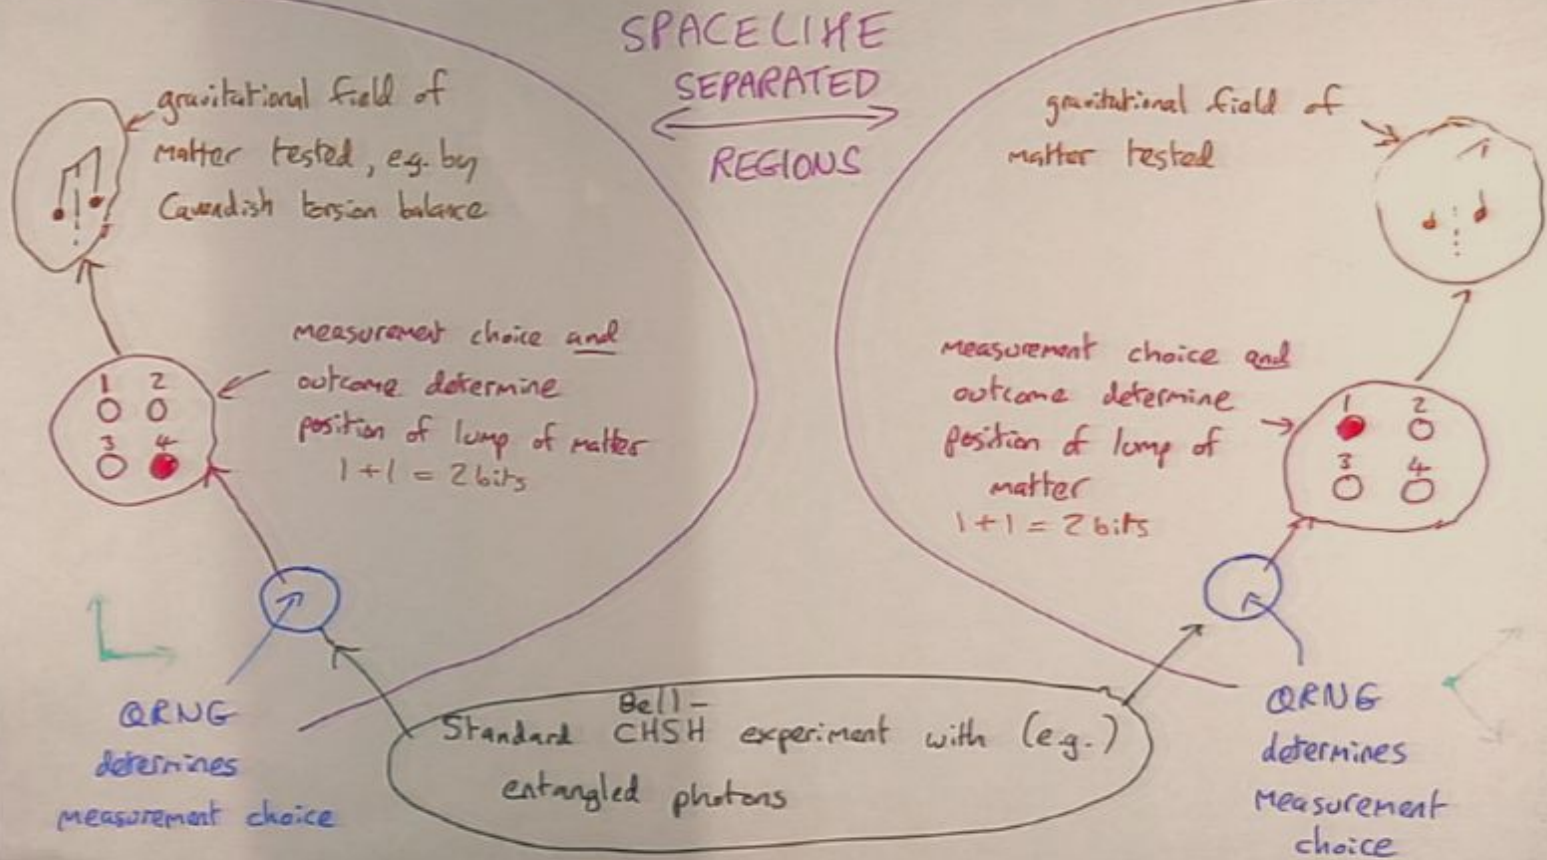 SPACELIKE
SEPARATED
REGIONS
gravitational field of
matter tested, e.g. by
Cavendish torsion balance
gravitational field of
matter tested
measurement choice and
outcome determine
position of lump of matter
1 + 1 = 2 bits
1 2
3 4
measurement choice and
outcome determine
position of lump of
matter
1 + 1 = 2 bits
1 2
3 4
QRNG
determines
measurement choice
Bell-
Standard CHSH experiment with (e.g.)
entangled photons
QRNG
determines
measurement
choice